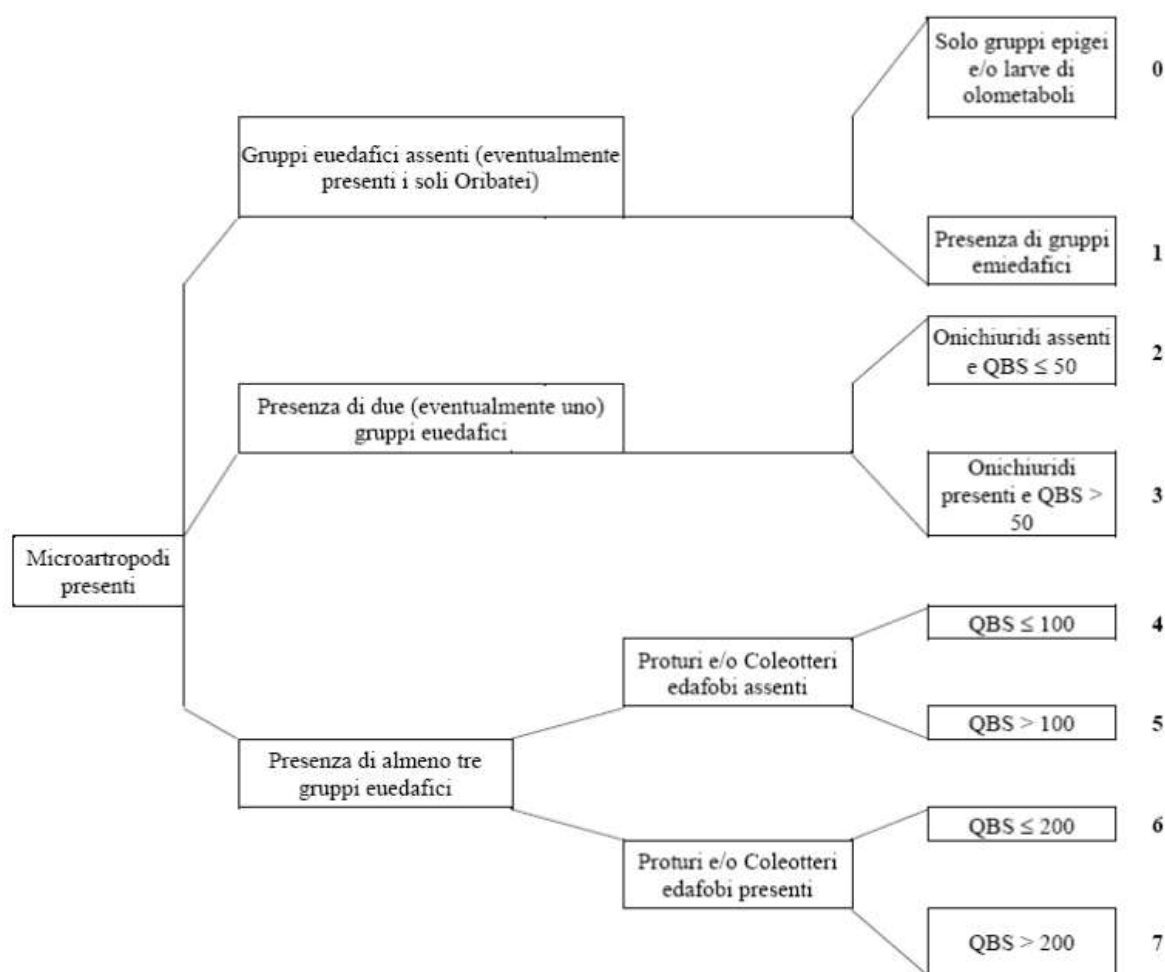 Solo gruppi epigei
e/o larve di
olometaboli
0
Gruppi euedafici assenti (eventualmente
presenti i soli Oribatei)
Presenza di gruppi
emiedafici
1
Onichiuridi assenti
e QBS ≤ 50
2
Presenza di due (eventualmente uno)
gruppi euedafici
Onichiuridi
presenti e QBS >
50
3
Microartropodi
presenti
QBS ≤ 100
4
Proturi e/o Coleotteri
edafobi assenti
QBS > 100
5
Presenza di almeno tre
gruppi euedafici
QBS ≤ 200
6
Proturi e/o Coleotteri
edafobi presenti
QBS > 200
7